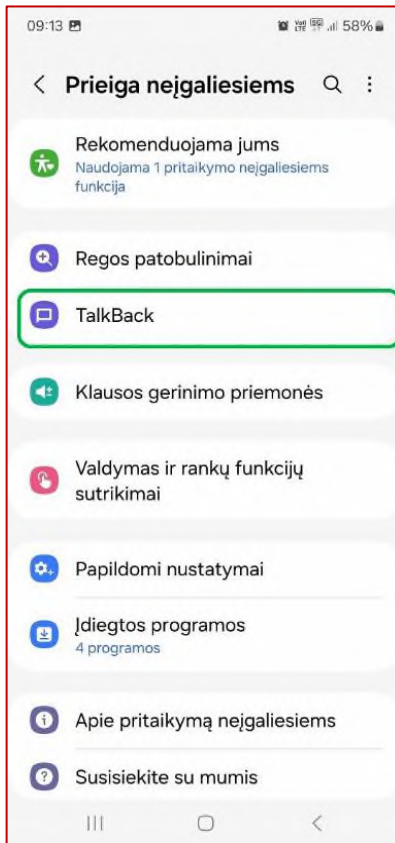 09:13 58%
Prieiga neįgaliesiems
Rekomenduojama jums
Naudojama 1 pritaikymo neįgaliesiems
funkcija
Regos patobulinimai
TalkBack
Klausos gerinimo priemonės
Valdymas ir rankų funkcijų
sutrikimai
Papildomi nustatymai
Įdiegtos programos
4 programos
Apie pritaikymą neįgaliesiems
Susisiekite su mumis